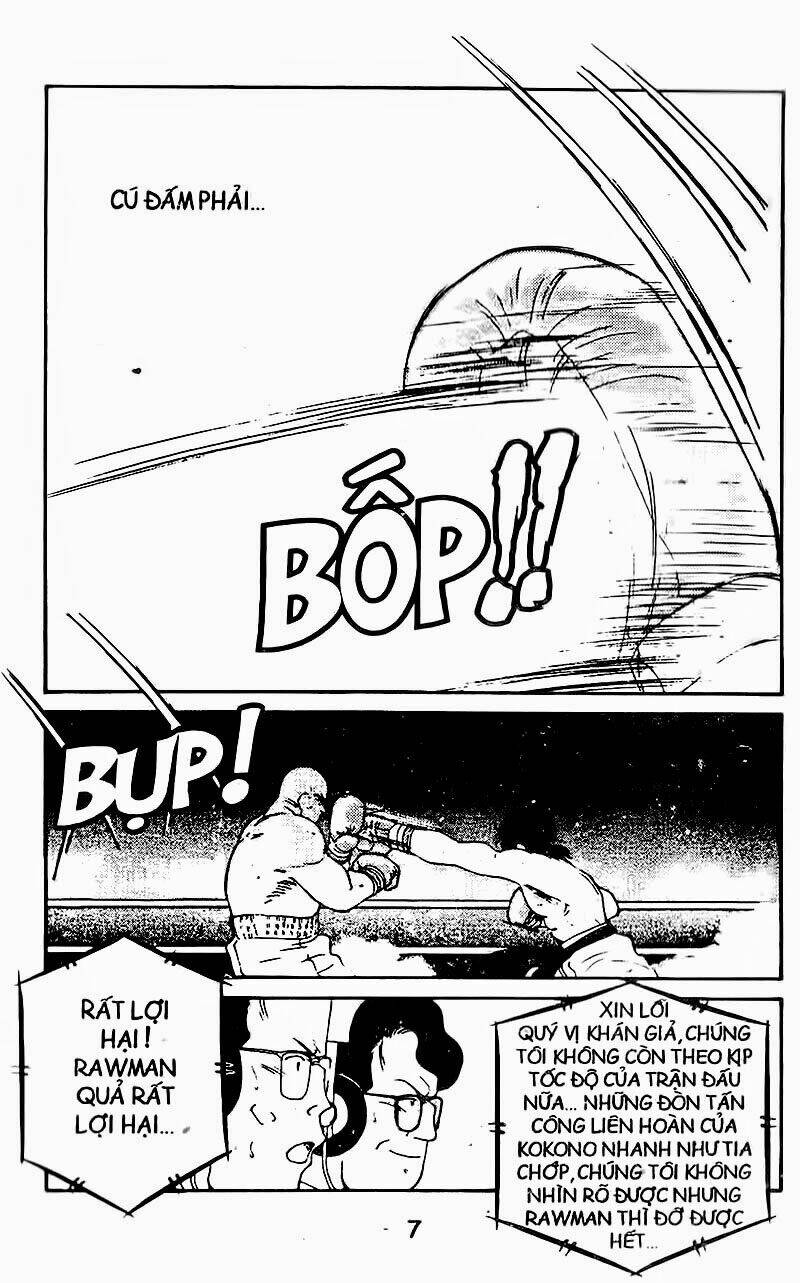 CÚ ĐẤM PHẢI...
BỐP!!
BỤP!
RẤT LỢI
HẠI!
RAWMAN
QUẢ RẤT
LỢI HẠI...
XIN LỖI
QUÝ VỊ KHÁN GIẢ, CHÚNG
TÔI KHÔNG CÒN THEO KỊP
TỐC ĐỘ CỦA TRẬN ĐẤU
NỮA... NHỮNG ĐÒN TẤN
CÔNG LIÊN HOÀN CỦA
KOKONO NHANH NHƯ TIA
CHỚP, CHÚNG TÔI KHÔNG
NHÌN RÕ ĐƯỢC NHƯNG
RAWMAN THÌ ĐỠ ĐƯỢC
HẾT...
7